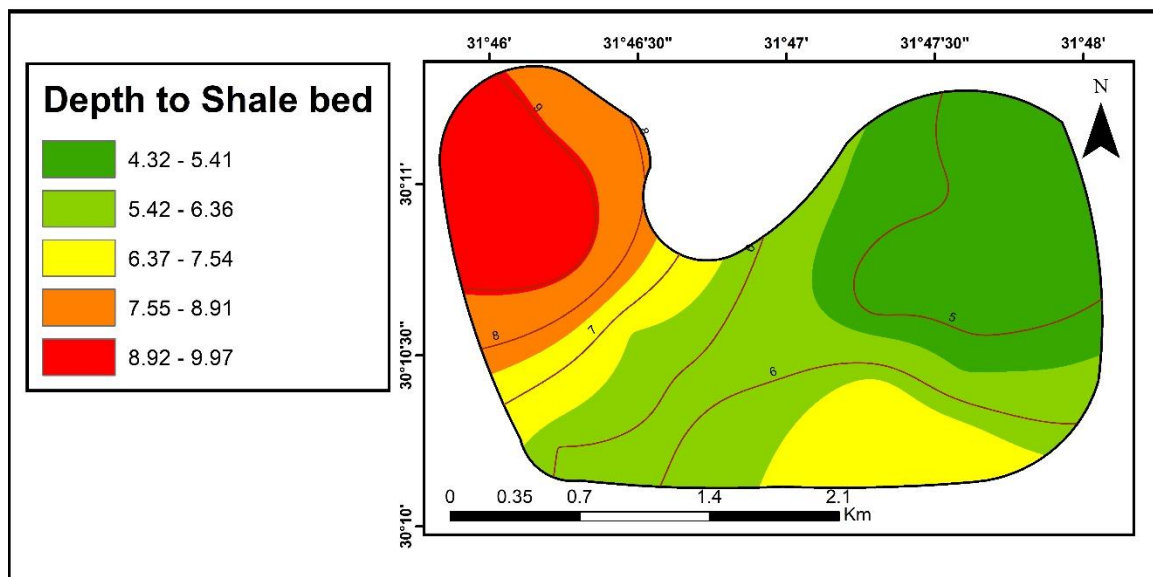 31°46' 31°46'30" 31°47' 31°47'30" 31°48'
Depth to Shale bed
4.32 - 5.41
5.42 - 6.36
6.37 - 7.54
7.55 - 8.91
8.92 - 9.97
N
30°11'
30°10'30"
30°10'
9
8
8
7
6
6
5
0 0.35 0.7 1.4 2.1
Km